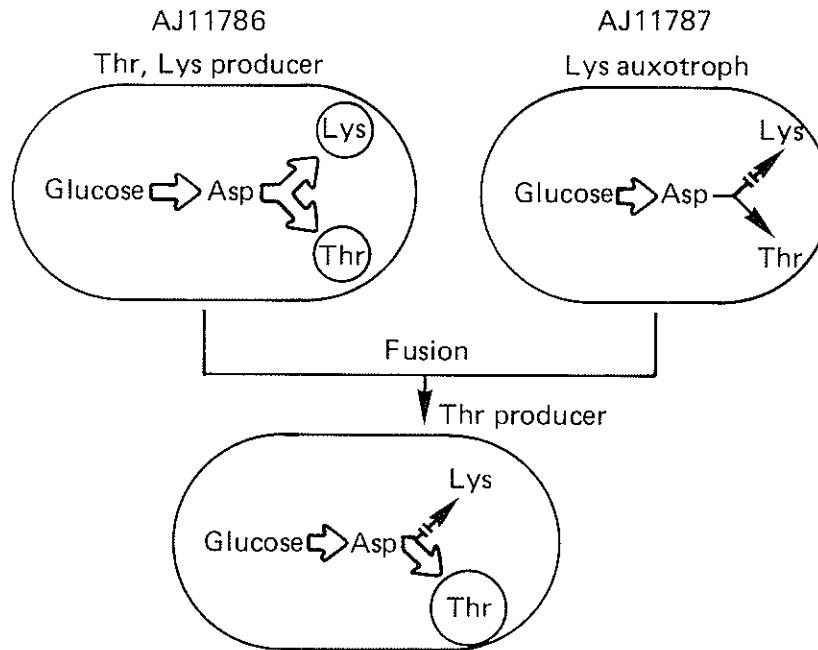 AJ11786
Thr, Lys producer
Lys
Glucose
Asp
Thr
AJ11787
Lys auxotroph
Lys
Glucose
Asp
Thr
Fusion
Thr producer
Lys
Glucose
Asp
Thr